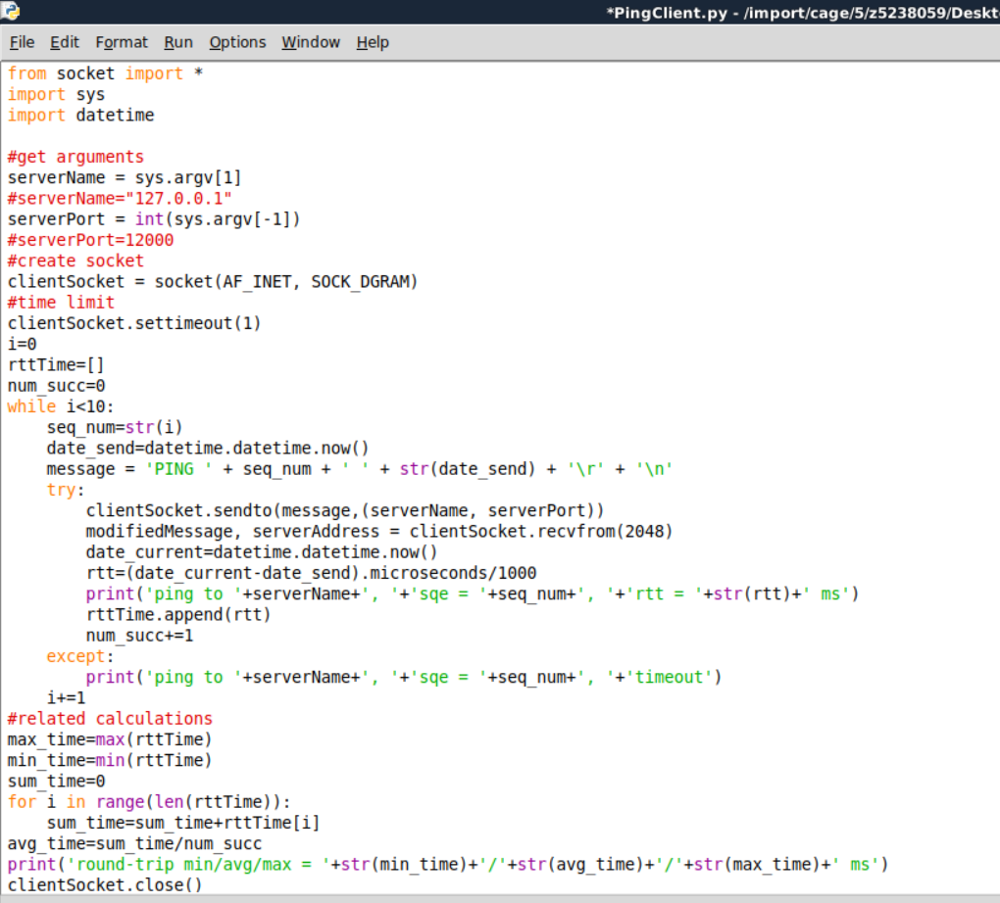 *PingClient.py - /import/cage/5/z5238059/Deskt
File Edit Format Run Options Window Help
from socket import *
import sys
import datetime

#get arguments
serverName = sys.argv[1]
#serverName="127.0.0.1"
serverPort = int(sys.argv[-1])
#serverPort=12000
#create socket
clientSocket = socket(AF_INET, SOCK_DGRAM)
#time limit
clientSocket.settimeout(1)
i=0
rttTime=[]
num_succ=0
while i<10:
    seq_num=str(i)
    date_send=datetime.datetime.now()
    message = 'PING ' + seq_num + ' ' + str(date_send) + '\r' + '\n'
    try:
        clientSocket.sendto(message,(serverName, serverPort))
        modifiedMessage, serverAddress = clientSocket.recvfrom(2048)
        date_current=datetime.datetime.now()
        rtt=(date_current-date_send).microseconds/1000
        print('ping to '+serverName+', '+'sqe = '+seq_num+', '+'rtt = '+str(rtt)+' ms')
        rttTime.append(rtt)
        num_succ+=1
    except:
        print('ping to '+serverName+', '+'sqe = '+seq_num+', '+'timeout')
    i+=1
#related calculations
max_time=max(rttTime)
min_time=min(rttTime)
sum_time=0
for i in range(len(rttTime)):
    sum_time=sum_time+rttTime[i]
avg_time=sum_time/num_succ
print('round-trip min/avg/max = '+str(min_time)+'/'+str(avg_time)+'/'+str(max_time)+' ms')
clientSocket.close()